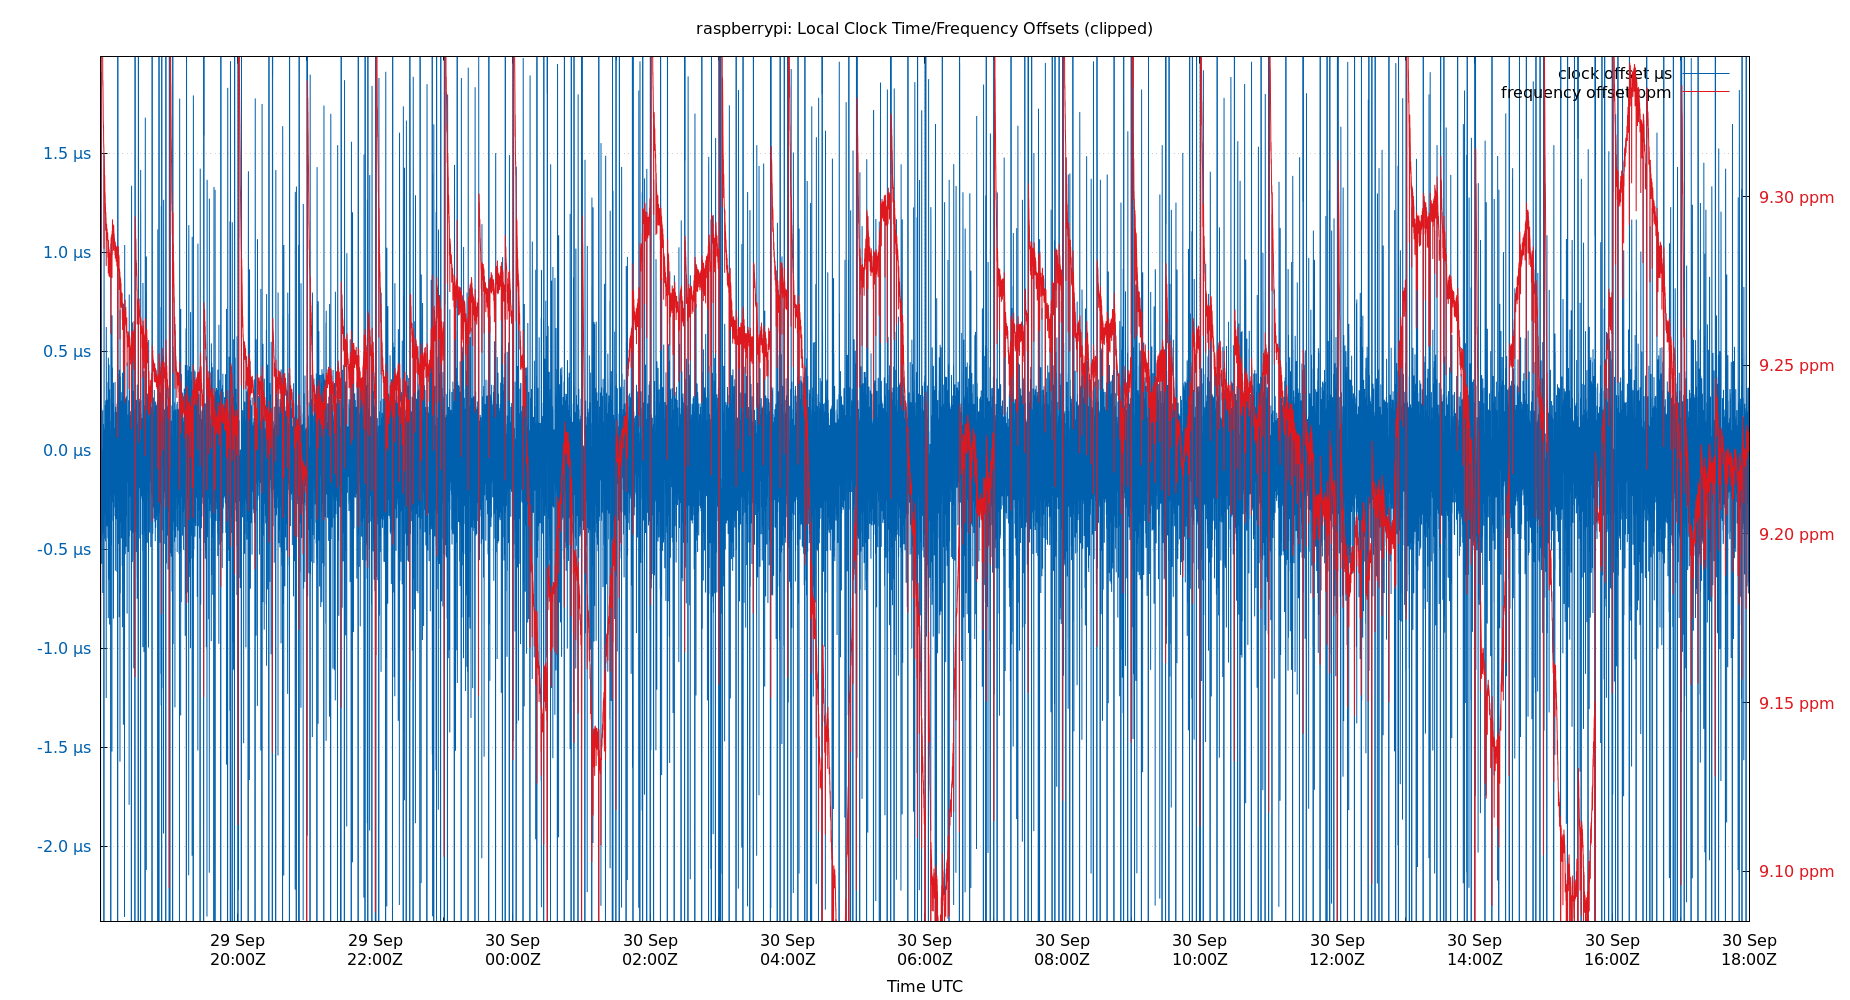 raspberrypi: Local Clock Time/Frequency Offsets (clipped)
clock offset µs
frequency offset ppm
1.5 µs
1.0 µs
0.5 µs
0.0 µs
-0.5 µs
-1.0 µs
-1.5 µs
-2.0 µs
9.30 ppm
9.25 ppm
9.20 ppm
9.15 ppm
9.10 ppm
29 Sep 29 Sep 30 Sep 30 Sep 30 Sep 30 Sep 30 Sep 30 Sep 30 Sep 30 Sep 30 Sep 30 Sep
20:00Z 22:00Z 00:00Z 02:00Z 04:00Z 06:00Z 08:00Z 10:00Z 12:00Z 14:00Z 16:00Z 18:00Z
Time UTC